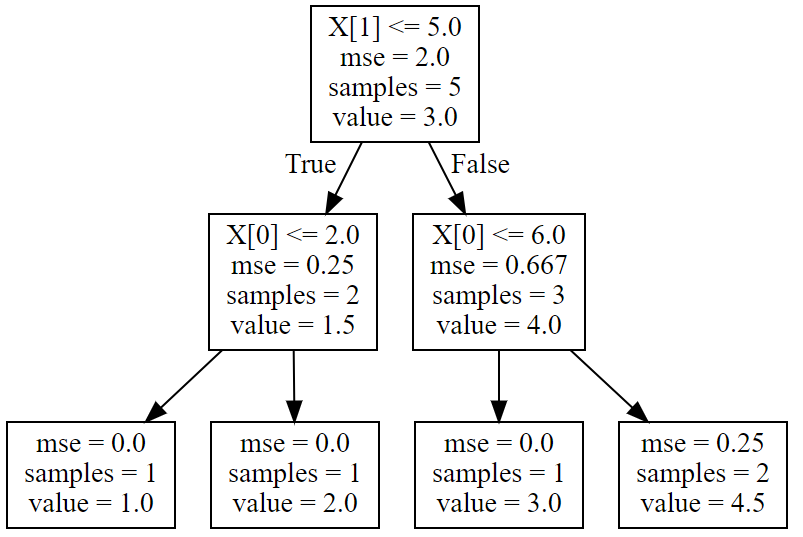 X[1] <= 5.0
mse = 2.0
samples = 5
value = 3.0
True
False
X[0] <= 2.0
mse = 0.25
samples = 2
value = 1.5
X[0] <= 6.0
mse = 0.667
samples = 3
value = 4.0
mse = 0.0
samples = 1
value = 1.0
mse = 0.0
samples = 1
value = 2.0
mse = 0.0
samples = 1
value = 3.0
mse = 0.25
samples = 2
value = 4.5